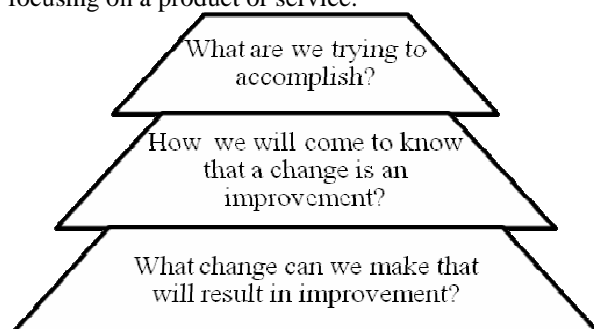 focusing on a product or service.
What are we trying to
accomplish?
How we will come to know
that a change is an
improvement?
What change can we make that
will result in improvement?